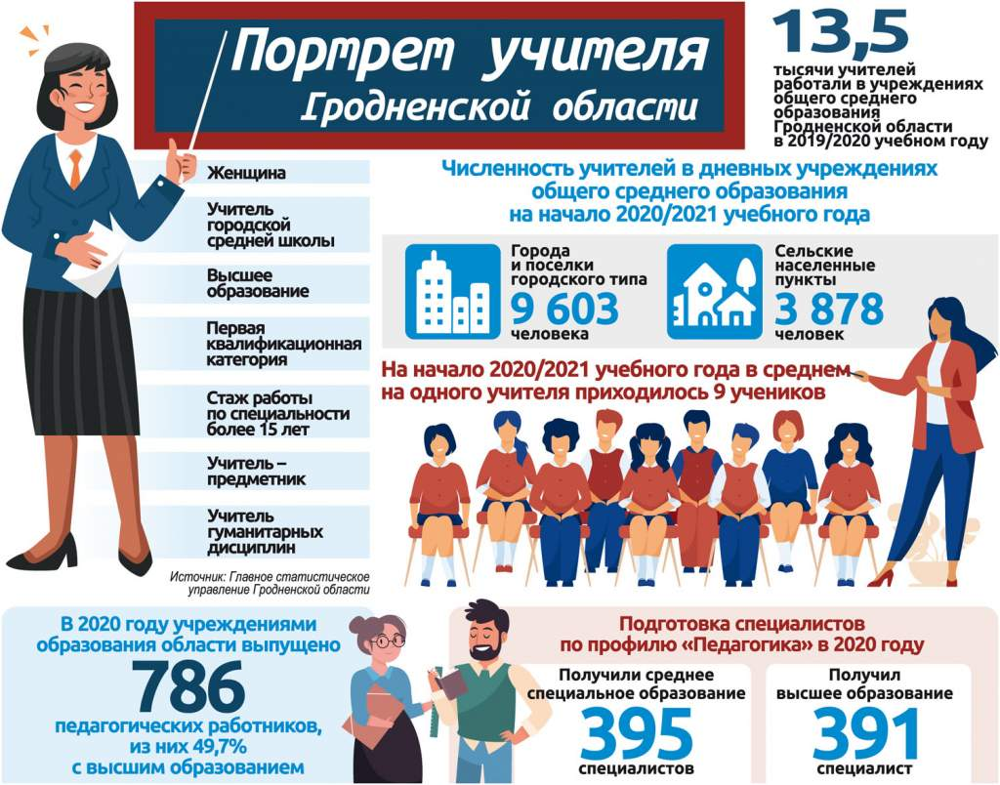 Портрет учителя
Гродненской области
13,5
тысячи учителей
работали в учреждениях
общего среднего
образования
Гродненской области
в 2019/2020 учебном году
Женщина
Учитель
городской
средней школы
Высшее
образование
Первая
квалификационная
категория
Стаж работы
по специальности
более 15 лет
Учитель –
предметник
Учитель
гуманитарных
дисциплин
Источник: Главное статистическое
управление Гродненской области
Численность учителей в дневных учреждениях
общего среднего образования
на начало 2020/2021 учебного года
Города
и поселки
городского типа
9 603
человека
Сельские
населенные
пункты
3 878
человек
На начало 2020/2021 учебного года в среднем
на одного учителя приходилось 9 учеников
В 2020 году учреждениями
образования области выпущено
786
педагогических работников,
из них 49,7%
с высшим образованием
Подготовка специалистов
по профилю «Педагогика» в 2020 году
Получили среднее
специальное образование
395
специалистов
Получил
высшее образование
391
специалист